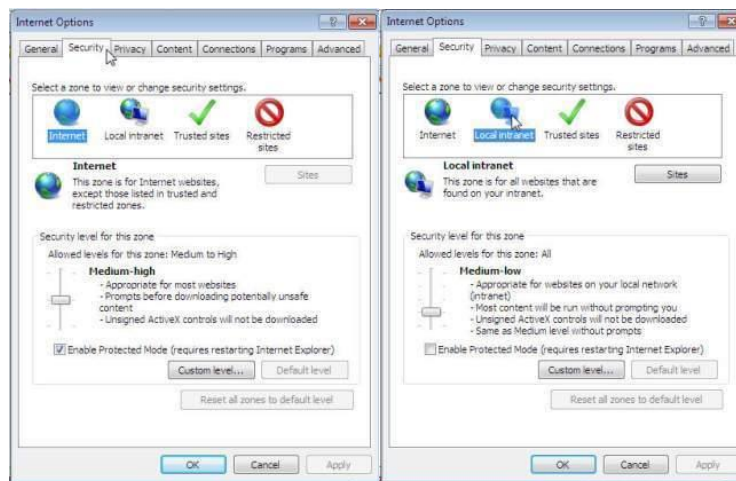 Internet Options
General Security Privacy Content Connections Programs Advanced
Select a zone to view or change security settings.
Internet Local intranet Trusted sites Restricted
sites
Internet
Sites
This zone is for Internet websites,
except those listed in trusted and
restricted zones.
Security level for this zone
Allowed levels for this zone: Medium to High
Medium-high
- Appropriate for most websites
- Prompts before downloading potentially unsafe
content
- Unsigned ActiveX controls will not be downloaded
Enable Protected Mode (requires restarting Internet Explorer)
Custom level... Default level
Reset all zones to default level
OK Cancel Apply
Internet Options
General Security Privacy Content Connections Programs Advanced
Select a zone to view or change security settings.
Internet Local intranet Trusted sites Restricted
sites
Local intranet
Sites
This zone is for all websites that are
found on your intranet.
Security level for this zone
Allowed levels for this zone: All
Medium-low
- Appropriate for websites on your local network
(intranet)
- Most content will be run without prompting you
- Unsigned ActiveX controls will not be downloaded
- Same as Medium level without prompts
Enable Protected Mode (requires restarting Internet Explorer)
Custom level... Default level
Reset all zones to default level
OK Cancel Apply